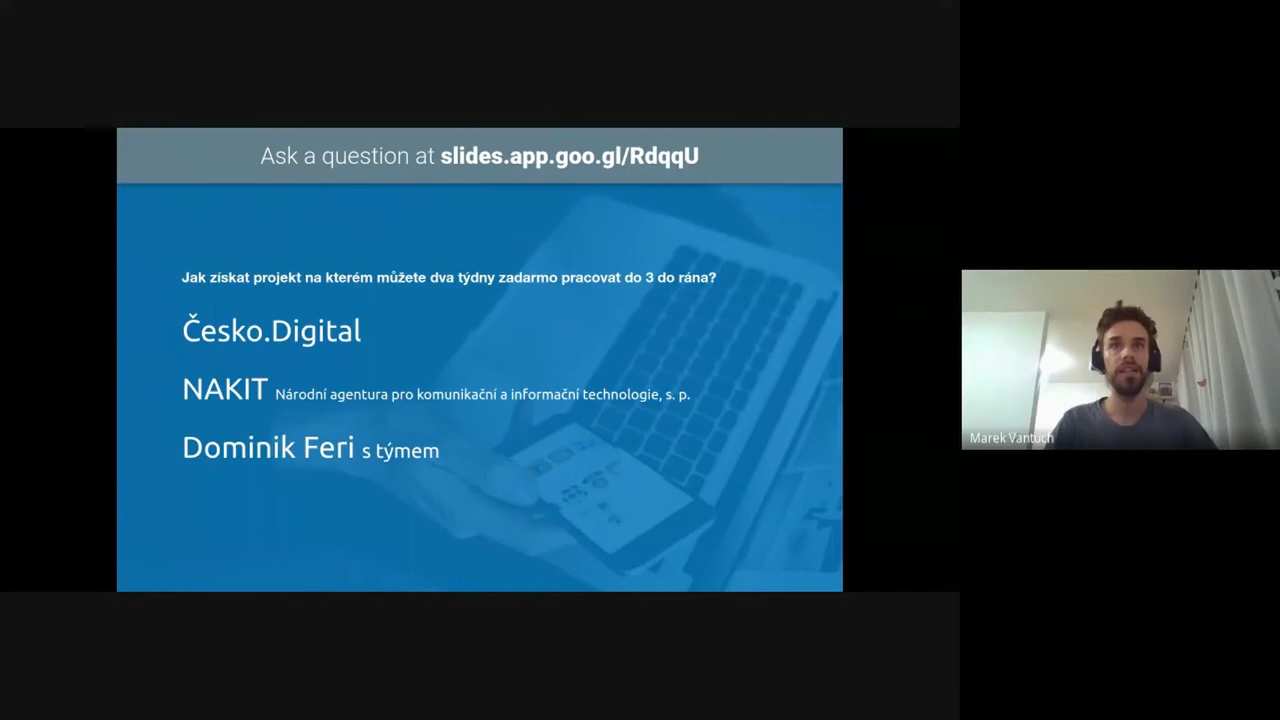 Ask a question at slides.app.goo.gl/RdqqU
Jak získat projekt na kterém můžete dva týdny zadarmo pracovat do 3 do rána?
Česko.Digital
NAKIT Národní agentura pro komunikační a informační technologie, s. p.
Dominik Feri s týmem
Marek Vantuch